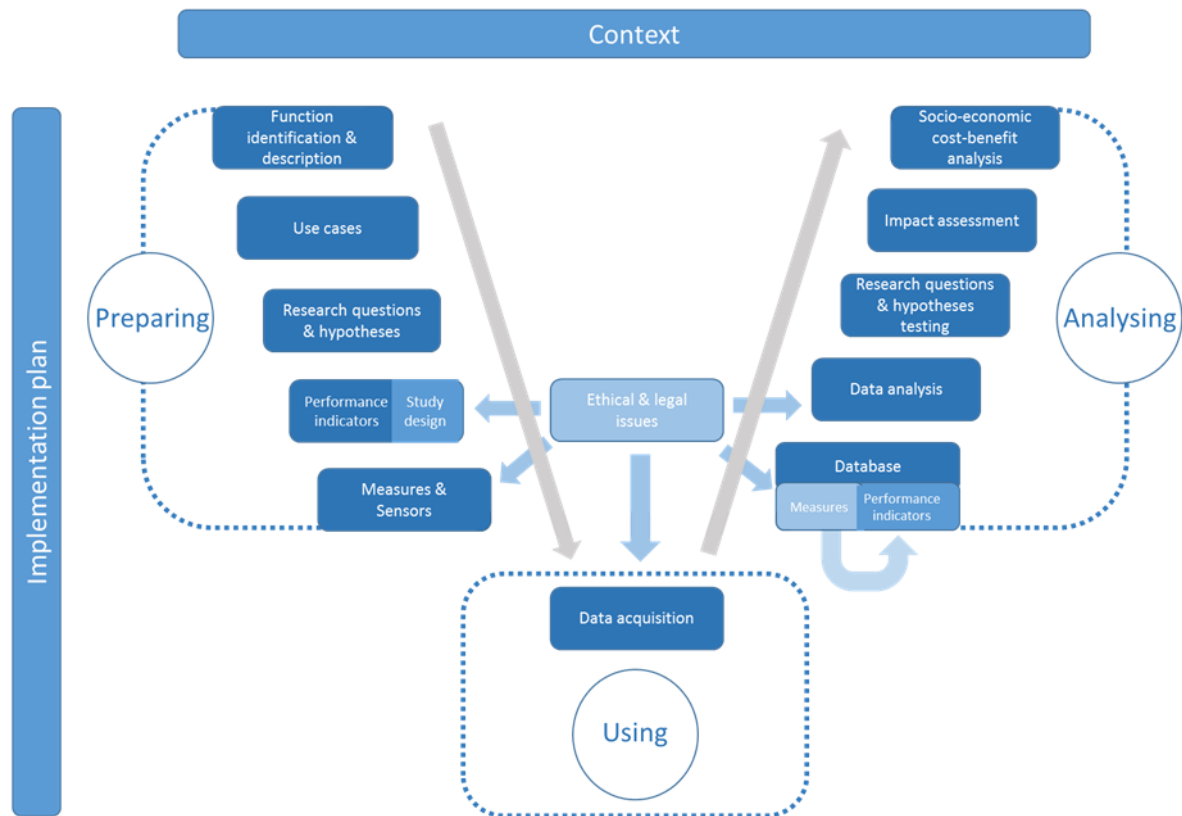 Context
Implementation plan
Preparing
Function
identification &
description
Use cases
Research questions
& hypotheses
Performance
indicators
Study
design
Measures &
Sensors
Ethical & legal
issues
Data acquisition
Using
Socio-economic
cost-benefit
analysis
Impact assessment
Research questions
& hypotheses
testing
Data analysis
Database
Measures
Performance
indicators
Analysing